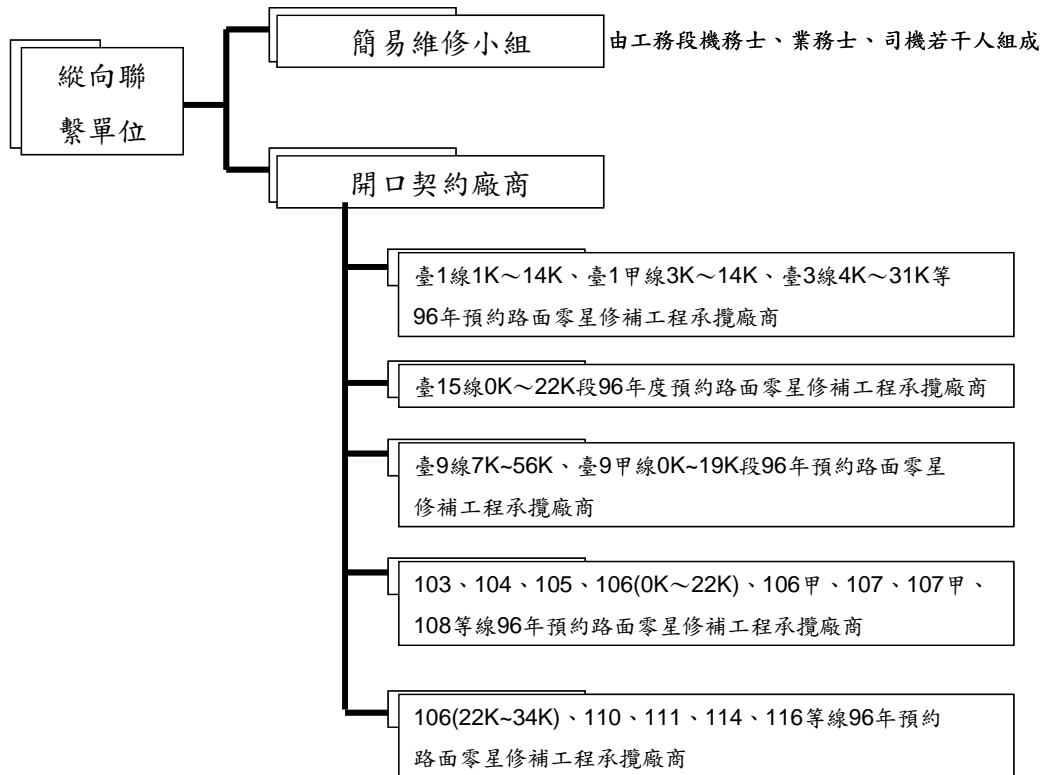 簡易維修小組
由工務段機務士、業務士、司機若干人組成
縱向聯
繫單位
開口契約廠商
臺1線1K～14K、臺1甲線3K～14K、臺3線4K～31K等
96年預約路面零星修補工程承攬廠商
臺15線0K～22K段96年度預約路面零星修補工程承攬廠商
臺9線7K~56K、臺9甲線0K~19K段96年預約路面零星
修補工程承攬廠商
103、104、105、106(0K～22K)、106甲、107、107甲、
108等線96年預約路面零星修補工程承攬廠商
106(22K~34K)、110、111、114、116等線96年預約
路面零星修補工程承攬廠商